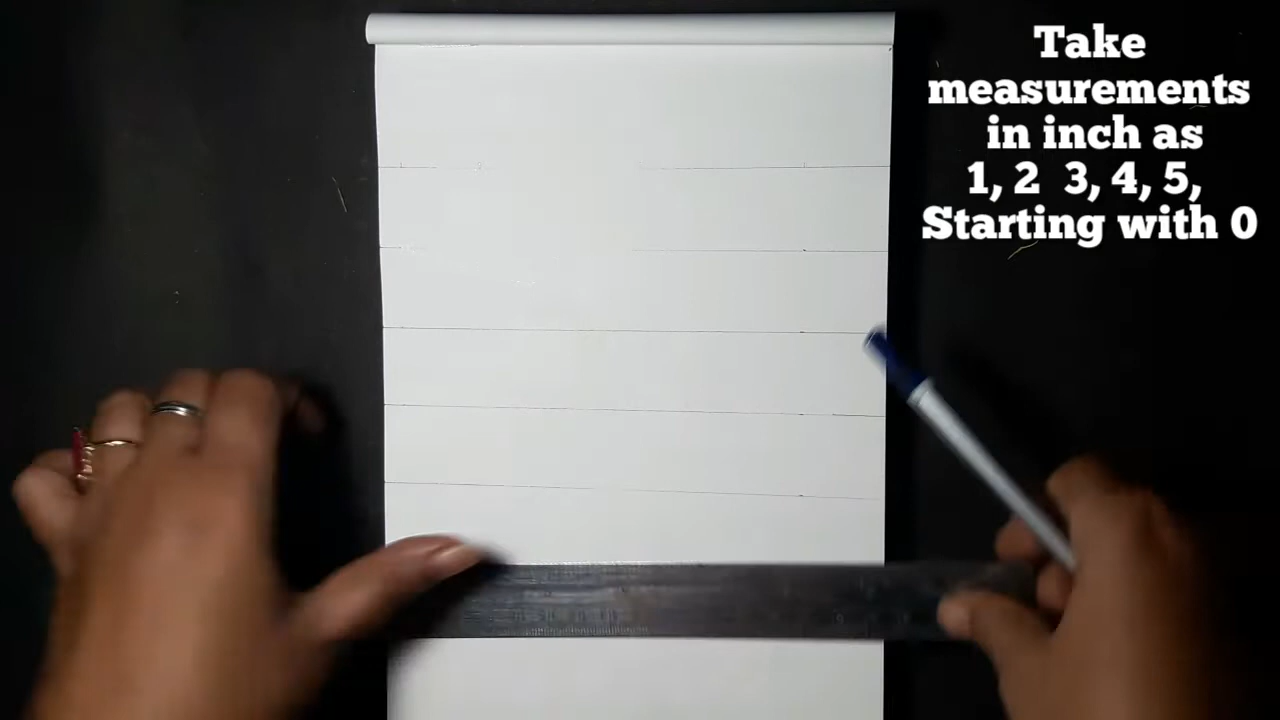 Take
measurements
in inch as
1, 2 3, 4, 5,
Starting with 0